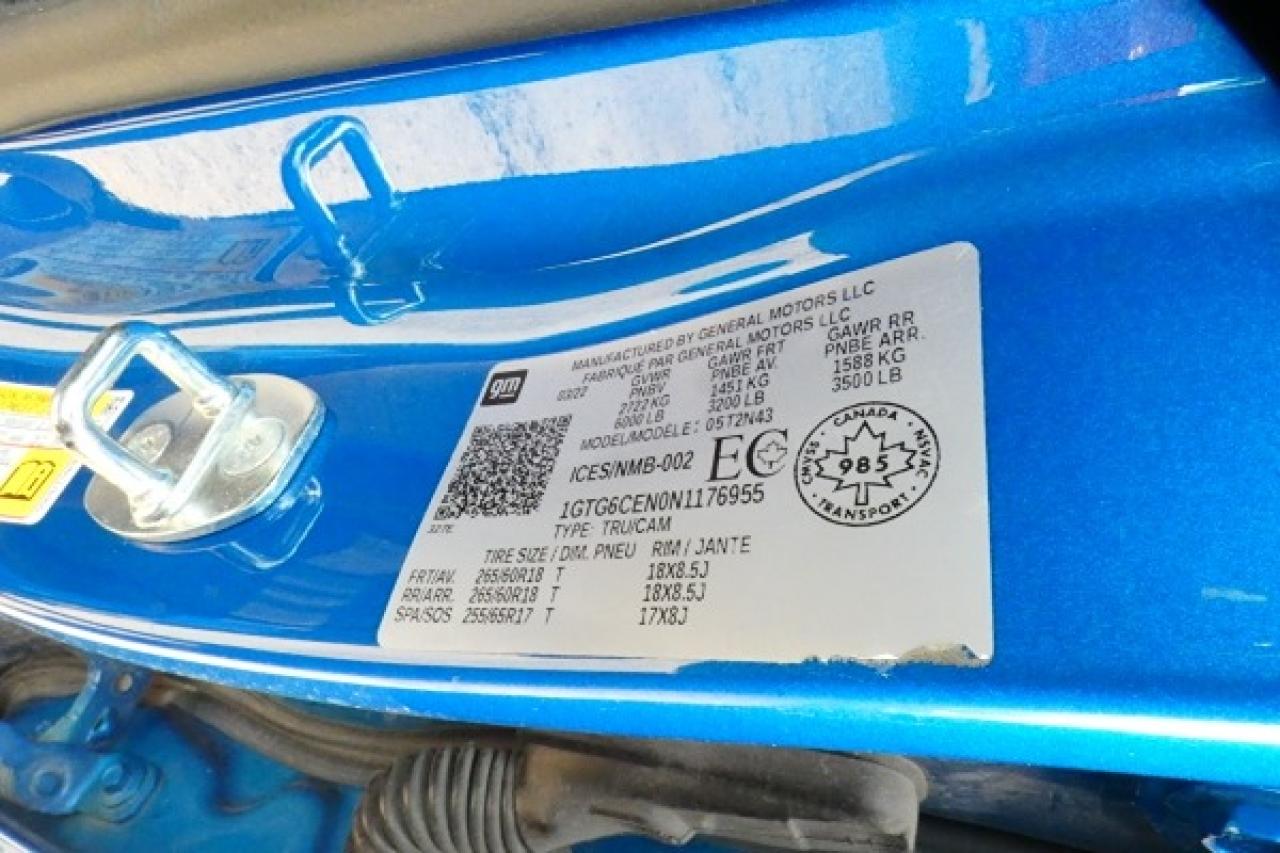 MANUFACTURED BY GENERAL MOTORS LLC
FABRIQUÉ PAR GENERAL MOTORS LLC
gm
03/22
GVWR GAWR FRT GAWR RR
PNBV PNBE AV. PNBE ARR.
2722 KG 1451 KG 1588 KG
6000 LB 3200 LB 3500 LB
MODEL/MODÈLE: 05T2N43
ICES/NMB-002 EC
CANADA
CMVSS 985 NSVAC
TRANSPORT
327E
1GTG6CEN0N1176955
TYPE: TRU/CAM
TIRE SIZE / DIM. PNEU RIM / JANTE
FRT/AV. 265/60R18 T 18X8.5J
RR/ARR. 265/60R18 T 18X8.5J
SPA/SOS 255/65R17 T 17X8J